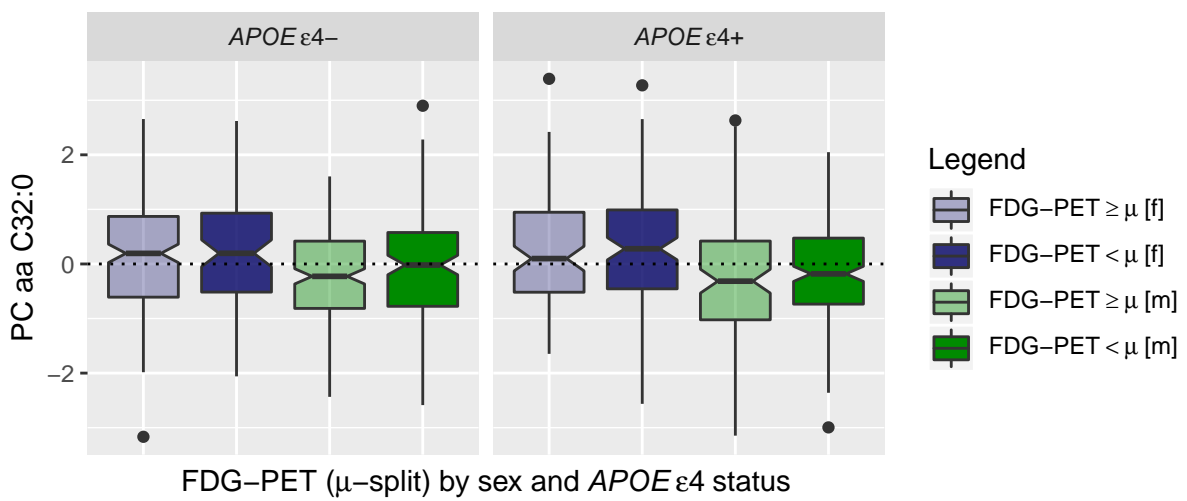 APOE ε4−
APOE ε4+
PC aa C32:0
2
0
−2
FDG−PET (μ−split) by sex and APOE ε4 status
Legend
FDG−PET ≥ μ [f]
FDG−PET < μ [f]
FDG−PET ≥ μ [m]
FDG−PET < μ [m]